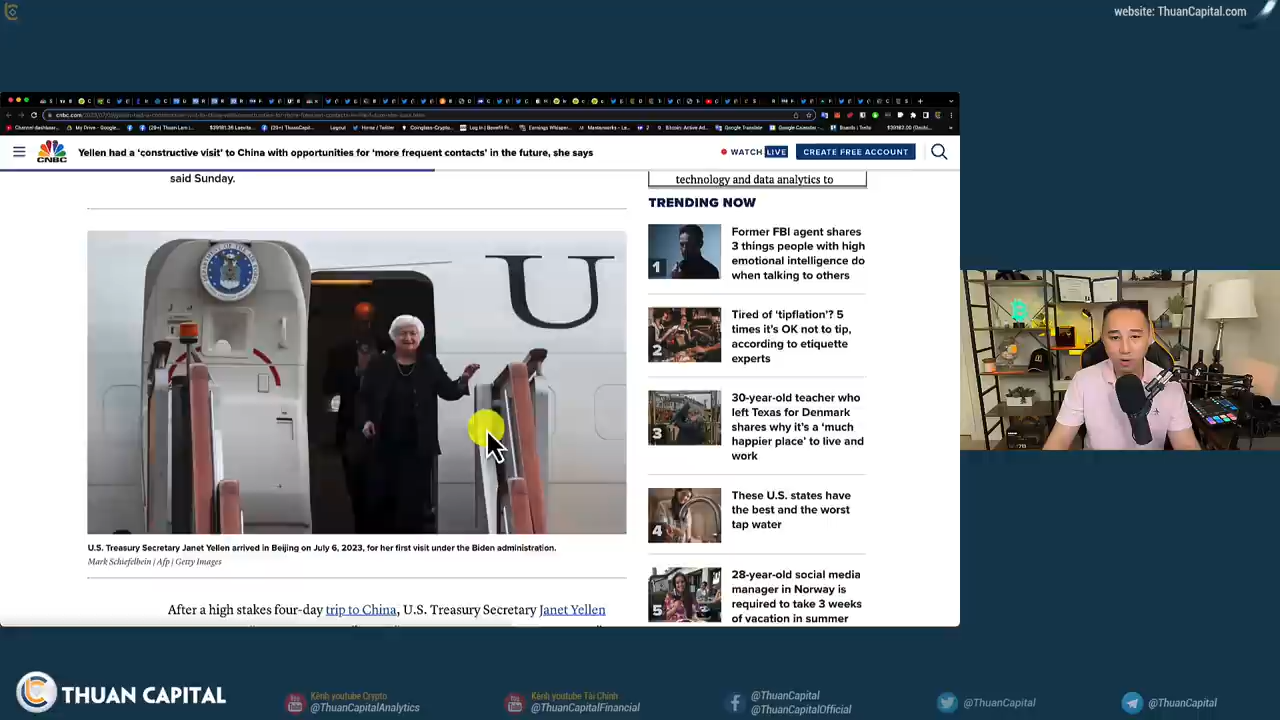 website: ThuanCapital.com
CNBC
Yellen had a ‘constructive visit’ to China with opportunities for ‘more frequent contacts’ in the future, she says
WATCH LIVE
CREATE FREE ACCOUNT
said Sunday.
technology and data analytics to
TRENDING NOW
1
Former FBI agent shares
3 things people with high
emotional intelligence do
when talking to others
2
Tired of ‘tipflation’? 5
times it’s OK not to tip,
according to etiquette
experts
3
30-year-old teacher who
left Texas for Denmark
shares why it’s a ‘much
happier place’ to live and
work
4
These U.S. states have
the best and the worst
tap water
5
28-year-old social media
manager in Norway is
required to take 3 weeks
of vacation in summer
U
U.S. Treasury Secretary Janet Yellen arrived in Beijing on July 6, 2023, for her first visit under the Biden administration.
Mark Schiefelbein | Afp | Getty Images
After a high stakes four-day trip to China, U.S. Treasury Secretary Janet Yellen
THUAN CAPITAL
Kênh youtube Crypto
@ThuanCapitalAnalytics
Kênh youtube Tài Chính
@ThuanCapitalFinancial
@ThuanCapital
@ThuanCapitalOfficial
@ThuanCapital
@ThuanCapital